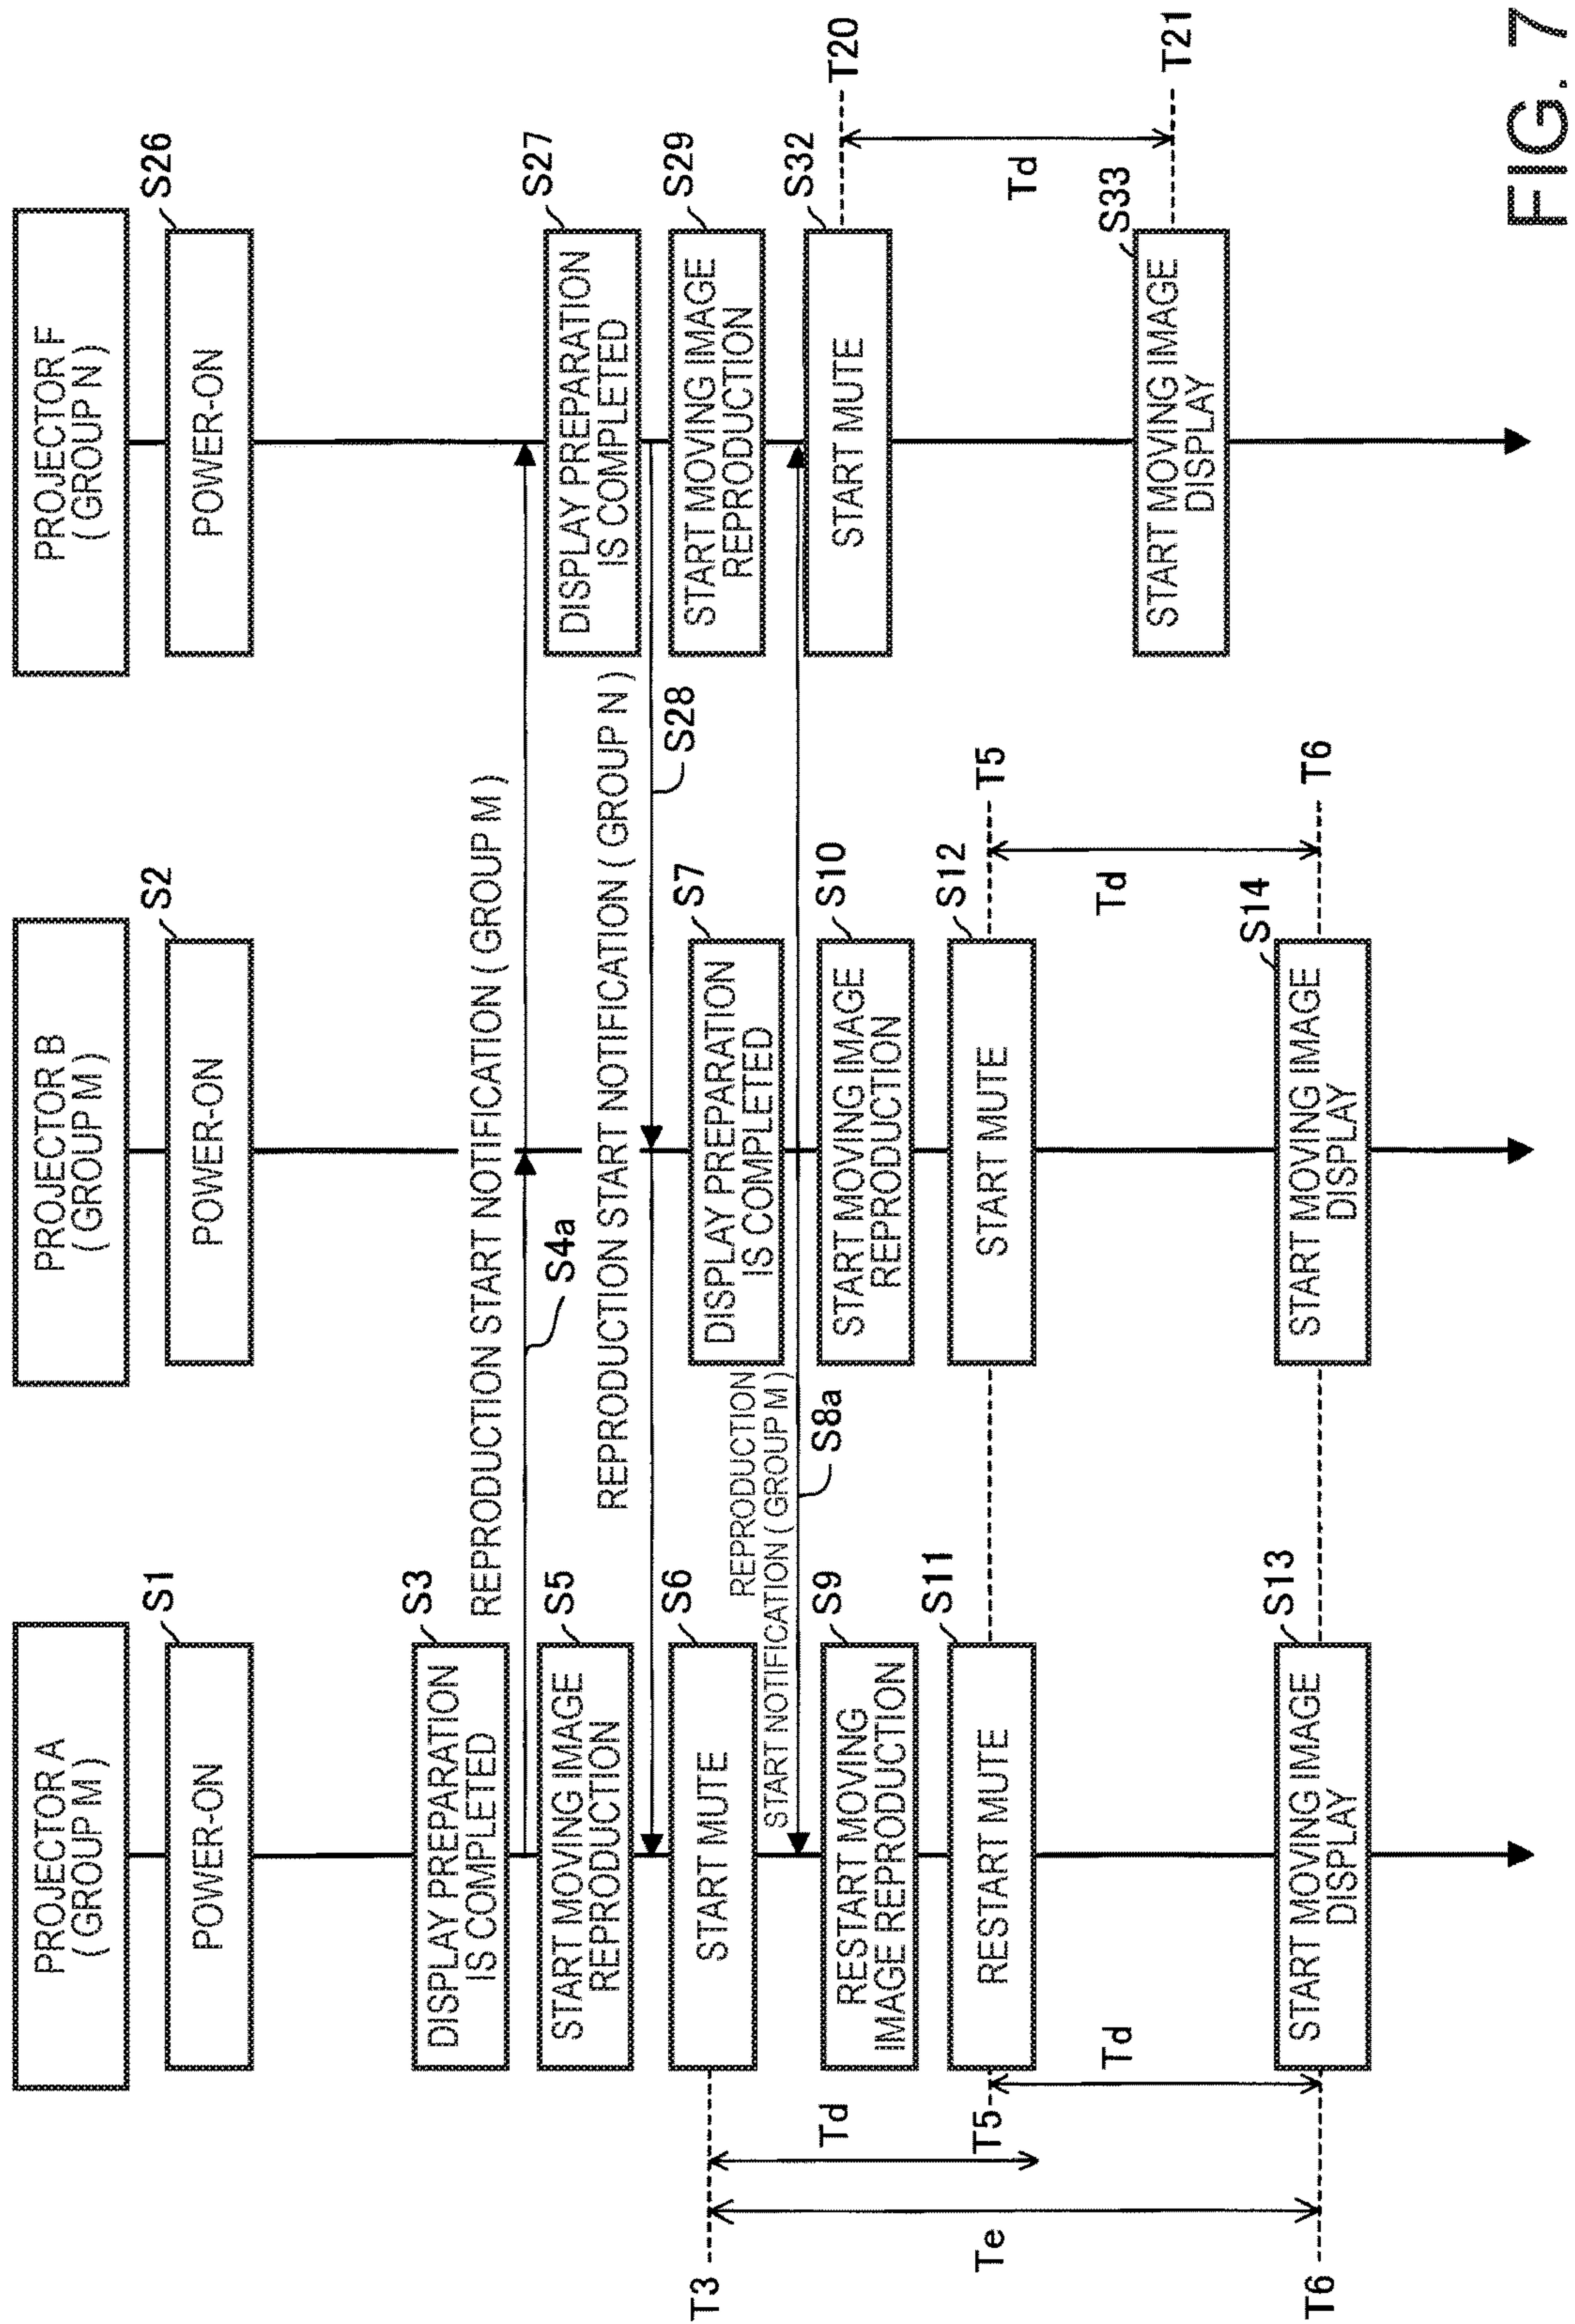 PROJECTOR A
( GROUP M )
S1
POWER-ON
S3
DISPLAY PREPARATION
IS COMPLETED
S5
START MOVING IMAGE
REPRODUCTION
S6
START MUTE
S9
RESTART MOVING
IMAGE REPRODUCTION
S11
RESTART MUTE
S13
START MOVING IMAGE
DISPLAY
T3
Td
T5
Td
Te
T6
REPRODUCTION START NOTIFICATION ( GROUP M )
S4a
REPRODUCTION START NOTIFICATION ( GROUP N )
S28
REPRODUCTION
START NOTIFICATION ( GROUP M )
S8a
PROJECTOR B
( GROUP M )
S2
POWER-ON
S7
DISPLAY PREPARATION
IS COMPLETED
S10
START MOVING IMAGE
REPRODUCTION
S12
START MUTE
T5
Td
S14
START MOVING IMAGE
DISPLAY
T6
PROJECTOR F
( GROUP N )
S26
POWER-ON
S27
DISPLAY PREPARATION
IS COMPLETED
S29
START MOVING IMAGE
REPRODUCTION
S32
START MUTE
T20
Td
S33
START MOVING IMAGE
DISPLAY
T21
FIG. 7